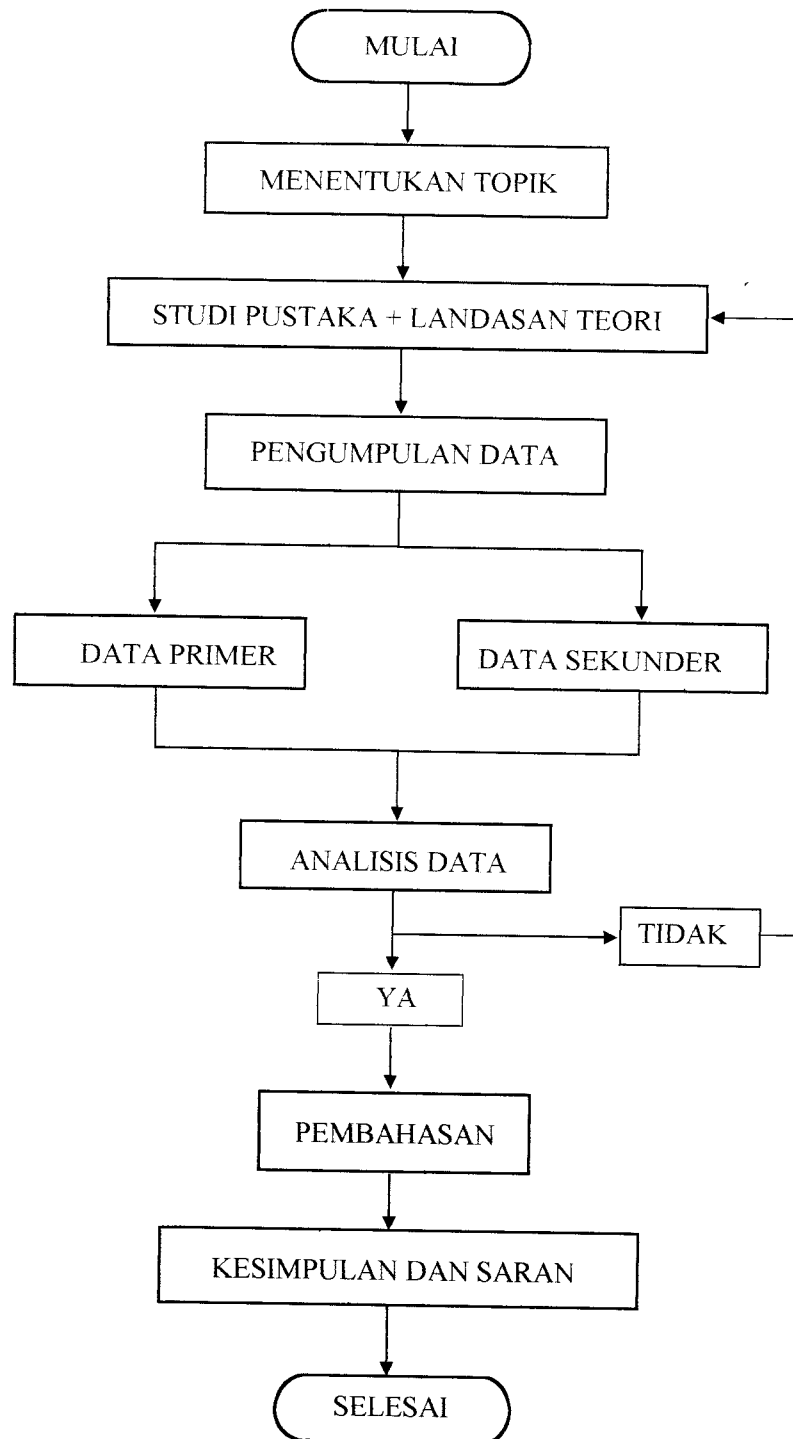 MULAI
MENENTUKAN TOPIK
STUDI PUSTAKA + LANDASAN TEORI
PENGUMPULAN DATA
DATA PRIMER
DATA SEKUNDER
ANALISIS DATA
TIDAK
YA
PEMBAHASAN
KESIMPULAN DAN SARAN
SELESAI